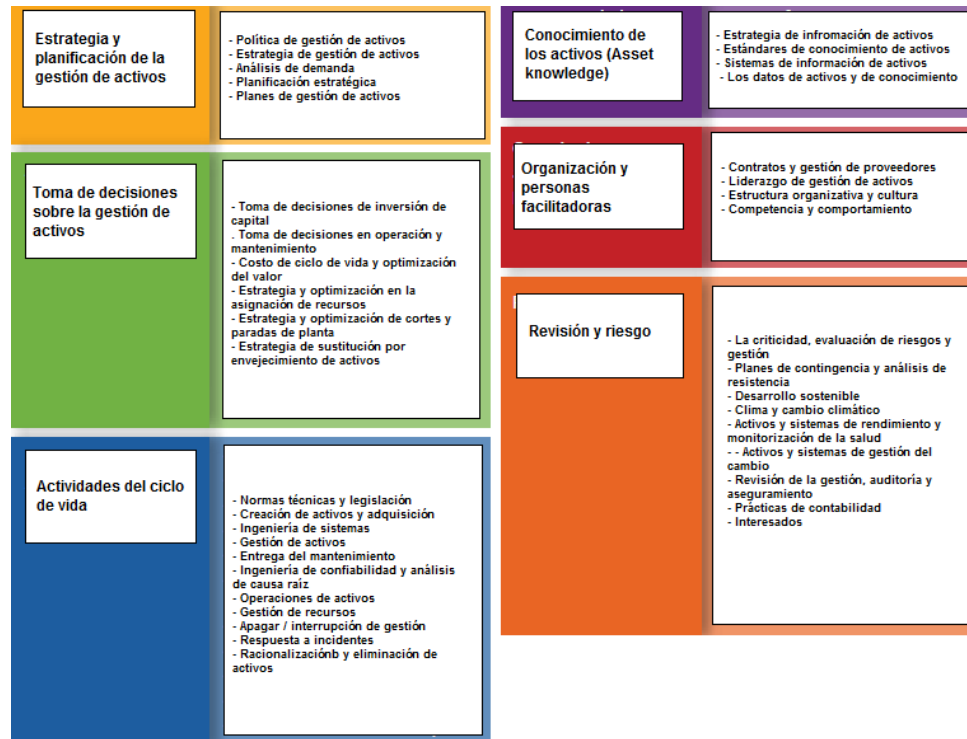 Estrategia y
planificación de la
gestión de activos
- Política de gestión de activos
- Estrategia de gestión de activos
- Análisis de demanda
- Planificación estratégica
- Planes de gestión de activos
Toma de decisiones
sobre la gestión de
activos
- Toma de decisiones de inversión de
capital
. Toma de decisiones en operación y
mantenimiento
- Costo de ciclo de vida y optimización
del valor
- Estrategia y optimización en la
asignación de recursos
- Estrategia y optimización de cortes y
paradas de planta
- Estrategia de sustitución por
envejecimiento de activos
Actividades del ciclo
de vida
- Normas técnicas y legislación
- Creación de activos y adquisición
- Ingeniería de sistemas
- Gestión de activos
- Entrega del mantenimiento
- Ingeniería de confiabilidad y análisis
de causa raíz
- Operaciones de activos
- Gestión de recursos
- Apagar / interrupción de gestión
- Respuesta a incidentes
- Racionalizaciónb y eliminación de
activos
Conocimiento de
los activos (Asset
knowledge)
- Estrategia de infromación de activos
- Estándares de conocimiento de activos
- Sistemas de información de activos
- Los datos de activos y de conocimiento
Organización y
personas
facilitadoras
- Contratos y gestión de proveedores
- Liderazgo de gestión de activos
- Estructura organizativa y cultura
- Competencia y comportamiento
Revisión y riesgo
- La criticidad, evaluación de riesgos y
gestión
- Planes de contingencia y análisis de
resistencia
- Desarrollo sostenible
- Clima y cambio climático
- Activos y sistemas de rendimiento y
monitorización de la salud
- - Activos y sistemas de gestión del
cambio
- Revisión de la gestión, auditoría y
aseguramiento
- Prácticas de contabilidad
- Interesados